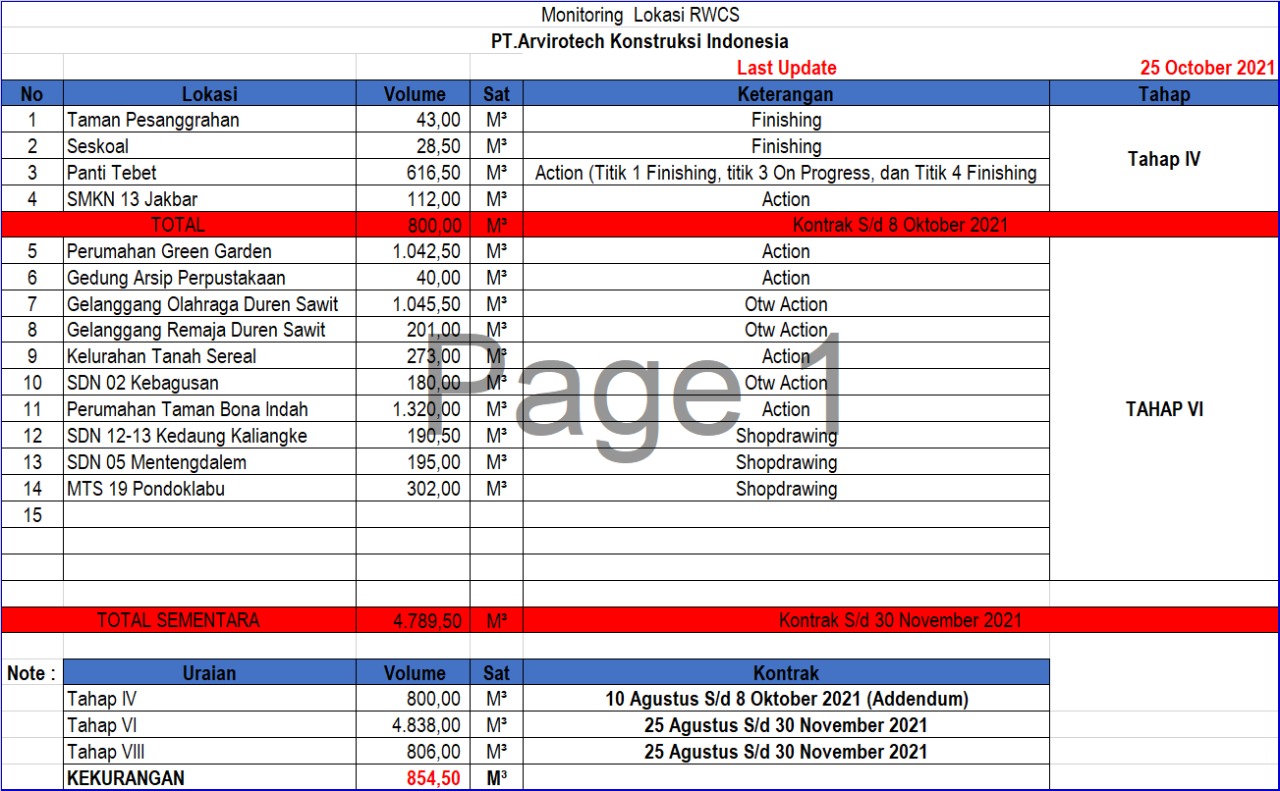 Monitoring Lokasi RWCS
PT.Arvirotech Konstruksi Indonesia
Last Update 25 October 2021
No Lokasi Volume Sat Keterangan Tahap
1 Taman Pesanggrahan 43,00 M³ Finishing
2 Seskoal 28,50 M³ Finishing
Tahap IV
3 Panti Tebet 616,50 M³ Action (Titik 1 Finishing, titik 3 On Progress, dan Titik 4 Finishing
4 SMKN 13 Jakbar 112,00 M³ Action
TOTAL 800,00 M³ Kontrak S/d 8 Oktober 2021
5 Perumahan Green Garden 1.042,50 M³ Action
6 Gedung Arsip Perpustakaan 40,00 M³ Action
7 Gelanggang Olahraga Duren Sawit 1.045,50 M³ Otw Action
8 Gelanggang Remaja Duren Sawit 201,00 M³ Otw Action
9 Kelurahan Tanah Sereal 273,00 M³ Action
10 SDN 02 Kebagusan 180,00 M³ Otw Action
Page 1
11 Perumahan Taman Bona Indah 1.320,00 M³ Action TAHAP VI
12 SDN 12-13 Kedaung Kaliangke 190,50 M³ Shopdrawing
13 SDN 05 Mentengdalem 195,00 M³ Shopdrawing
14 MTS 19 Pondoklabu 302,00 M³ Shopdrawing
15
TOTAL SEMENTARA 4.789,50 M³ Kontrak S/d 30 November 2021
Note : Uraian Volume Sat Kontrak
Tahap IV 800,00 M³ 10 Agustus S/d 8 Oktober 2021 (Addendum)
Tahap VI 4.838,00 M³ 25 Agustus S/d 30 November 2021
Tahap VIII 806,00 M³ 25 Agustus S/d 30 November 2021
KEKURANGAN 854,50 M³